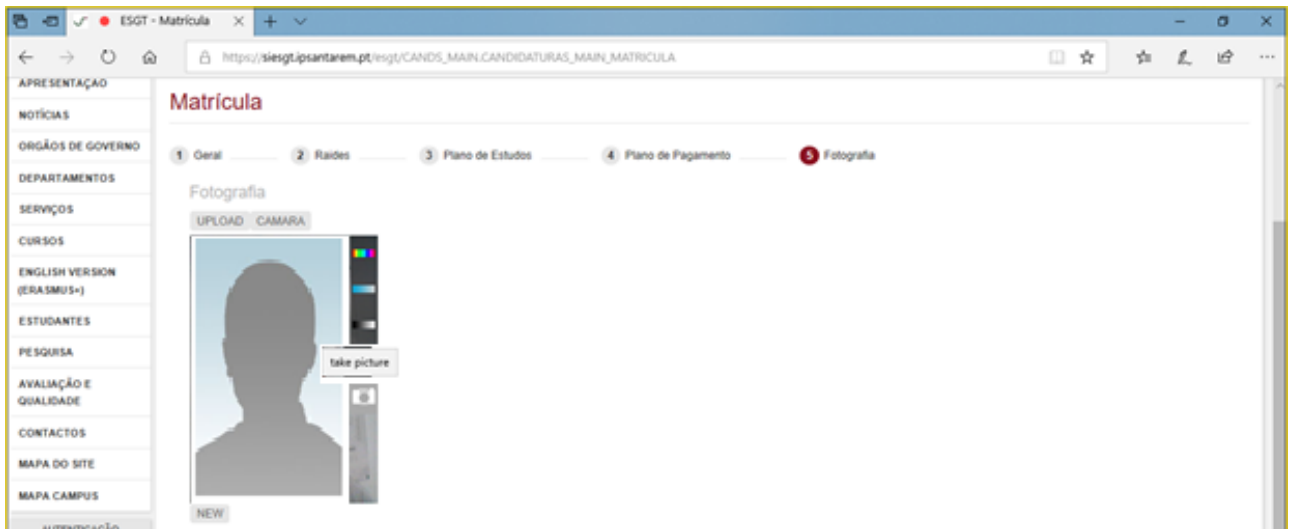 ESGT - Matrícula
https://siesgt.ipsantarem.pt/esgt/CANDS_MAIN.CANDIDATURAS_MAIN_MATRICULA
APRESENTAÇÃO
NOTÍCIAS
ORGÃOS DE GOVERNO
DEPARTAMENTOS
SERVIÇOS
CURSOS
ENGLISH VERSION
(ERASMUS+)
ESTUDANTES
PESQUISA
AVALIAÇÃO E
QUALIDADE
CONTACTOS
MAPA DO SITE
MAPA CAMPUS
AUTENTICAÇÃO
Matrícula
1 Geral 2 Raides 3 Plano de Estudos 4 Plano de Pagamento 5 Fotografia
Fotografia
UPLOAD CAMARA
take picture
NEW